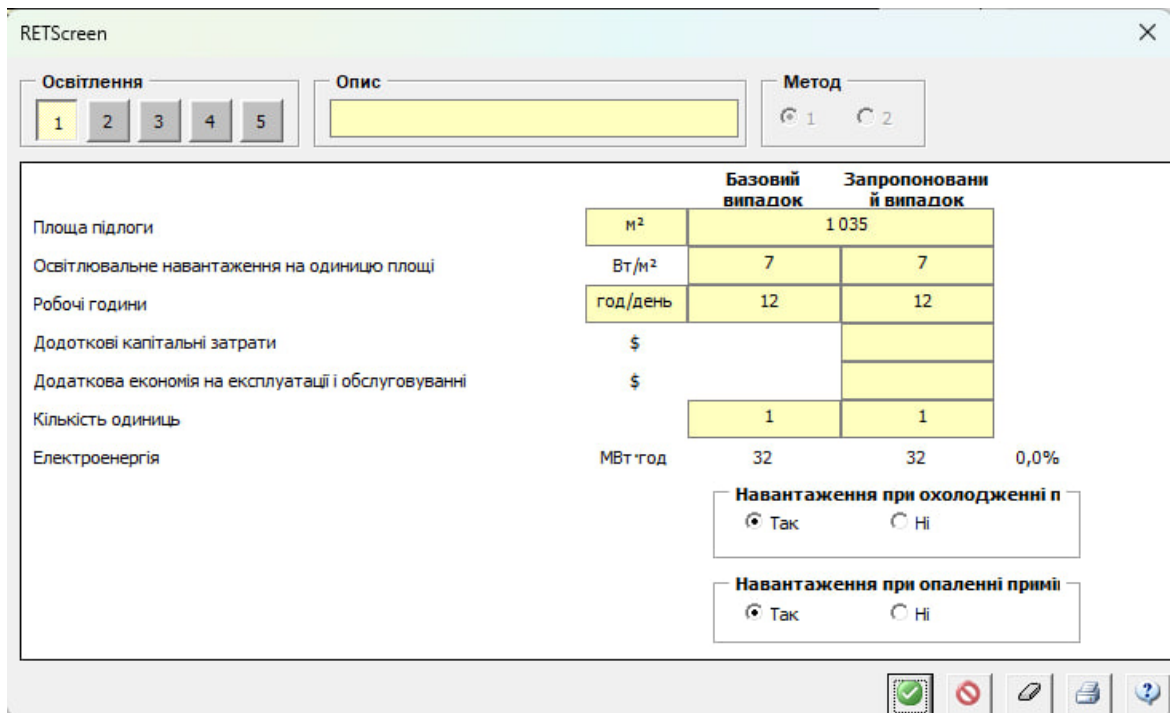 RETScreen
Освітлення Опис Метод
1 2 3 4 5 1 2
Базовий Запропоновани
випадок й випадок
Площа підлоги м² 1 035
Освітлювальне навантаження на одиницю площі Вт/м² 7 7
Робочі години год/день 12 12
Додоткові капітальні затрати $
Додаткова економія на експлуатації і обслуговуванні $
Кількість одиниць 1 1
Електроенергія МВт·год 32 32 0,0%
Навантаження при охолодженні п
Так Ні
Навантаження при опаленні примі
Так Ні